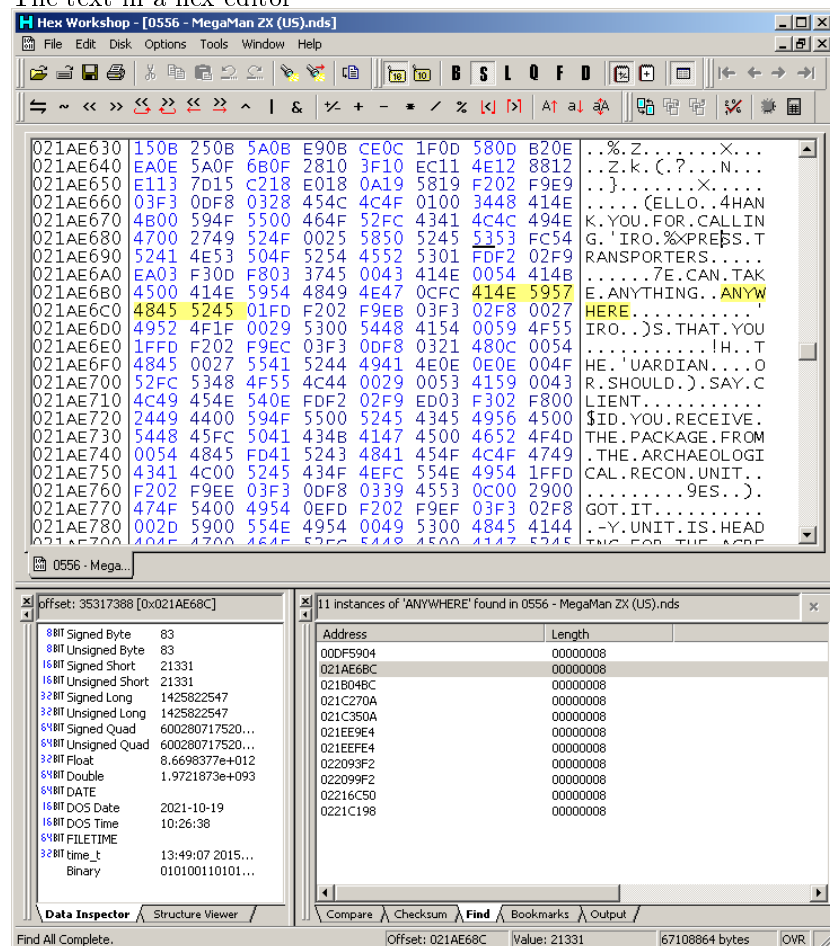 The text in a hex editor
Hex Workshop - [0556 - MegaMan ZX (US).nds]
File Edit Disk Options Tools Window Help
B S L Q F D
021AE630 150B 250B 5A0B E90B CE0C 1F0D 580D B20E ..%.Z.......X...
021AE640 EA0E 5A0F 6B0F 2810 3F10 EC11 4E12 8812 ..Z.k.(.?...N...
021AE650 E113 7D15 C218 E018 0A19 5819 F202 F9E9 ..}.......X.....
021AE660 03F3 0DF8 0328 454C 4C4F 0100 3448 414E .....(ELLO..4HAN
021AE670 4B00 594F 5500 464F 52FC 4341 4C4C 494E K.YOU.FOR.CALLIN
021AE680 4700 2749 524F 0025 5850 5245 5353 FC54 G.'IRO.%XPRESS.T
021AE690 5241 4E53 504F 5254 4552 5301 FDF2 02F9 RANSPORTERS.....
021AE6A0 EA03 F30D F803 3745 0043 414E 0054 414B ......7E.CAN.TAK
021AE6B0 4500 414E 5954 4849 4E47 0CFC 414E 5957 E.ANYTHING..ANYW
021AE6C0 4845 5245 01FD F202 F9EB 03F3 02F8 0027 HERE...........'
021AE6D0 4952 4F1F 0029 5300 5448 4154 0059 4F55 IRO..)S.THAT.YOU
021AE6E0 1FFD F202 F9EC 03F3 0DF8 0321 480C 0054 ...........!H..T
021AE6F0 4845 0027 5541 5244 4941 4E0E 0E0E 004F HE.'UARDIAN....O
021AE700 52FC 5348 4F55 4C44 0029 0053 4159 0043 R.SHOULD.).SAY.C
021AE710 4C49 454E 540E FDF2 02F9 ED03 F302 F800 LIENT...........
021AE720 2449 4400 594F 5500 5245 4345 4956 4500 $ID.YOU.RECEIVE.
021AE730 5448 45FC 5041 434B 4147 4500 4652 4F4D THE.PACKAGE.FROM
021AE740 0054 4845 FD41 5243 4841 454F 4C4F 4749 .THE.ARCHAEOLOGI
021AE750 4341 4C00 5245 434F 4EFC 554E 4954 1FFD CAL.RECON.UNIT..
021AE760 F202 F9EE 03F3 0DF8 0339 4553 0C00 2900 .........9ES..).
021AE770 474F 5400 4954 0EFD F202 F9EF 03F3 02F8 GOT.IT..........
021AE780 002D 5900 554E 4954 0049 5300 4845 4144 .-Y.UNIT.IS.HEAD
0556 - Mega...
offset: 35317388 [0x021AE68C]
8BIT Signed Byte 83
8BIT Unsigned Byte 83
16BIT Signed Short 21331
16BIT Unsigned Short 21331
32BIT Signed Long 1425822547
32BIT Unsigned Long 1425822547
64BIT Signed Quad 600280717520...
64BIT Unsigned Quad 600280717520...
32BIT Float 8.6698377e+012
64BIT Double 1.9721873e+093
64BIT DATE
16BIT DOS Date 2021-10-19
16BIT DOS Time 10:26:38
64BIT FILETIME
32BIT time_t 13:49:07 2015...
Binary 010100110101...
Data Inspector Structure Viewer
11 instances of 'ANYWHERE' found in 0556 - MegaMan ZX (US).nds
Address Length
00DF5904 00000008
021AE6BC 00000008
021B04BC 00000008
021C270A 00000008
021C350A 00000008
021EE9E4 00000008
021EEFE4 00000008
022093F2 00000008
022099F2 00000008
02216C50 00000008
0221C198 00000008
Compare Checksum Find Bookmarks Output
Find All Complete. Offset: 021AE68C Value: 21331 67108864 bytes OVR